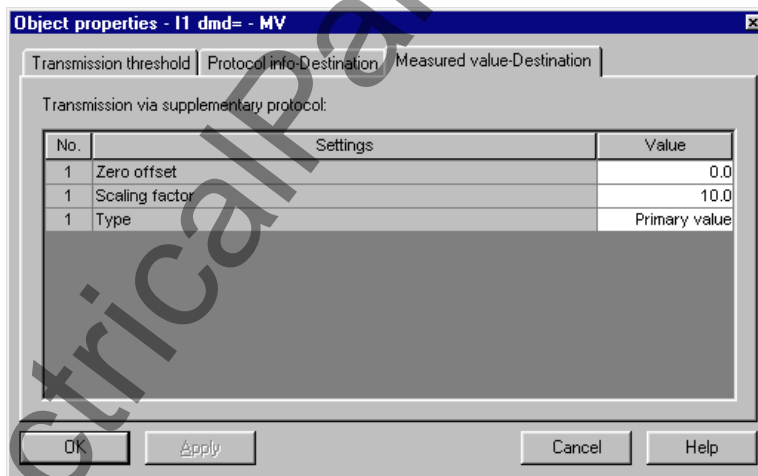 Object properties - I1 dmd= - MV
Transmission threshold Protocol info-Destination Measured value-Destination
Transmission via supplementary protocol:
No. Settings Value
1 Zero offset 0.0
1 Scaling factor 10.0
1 Type Primary value
OK Apply Cancel Help
ctricalPa